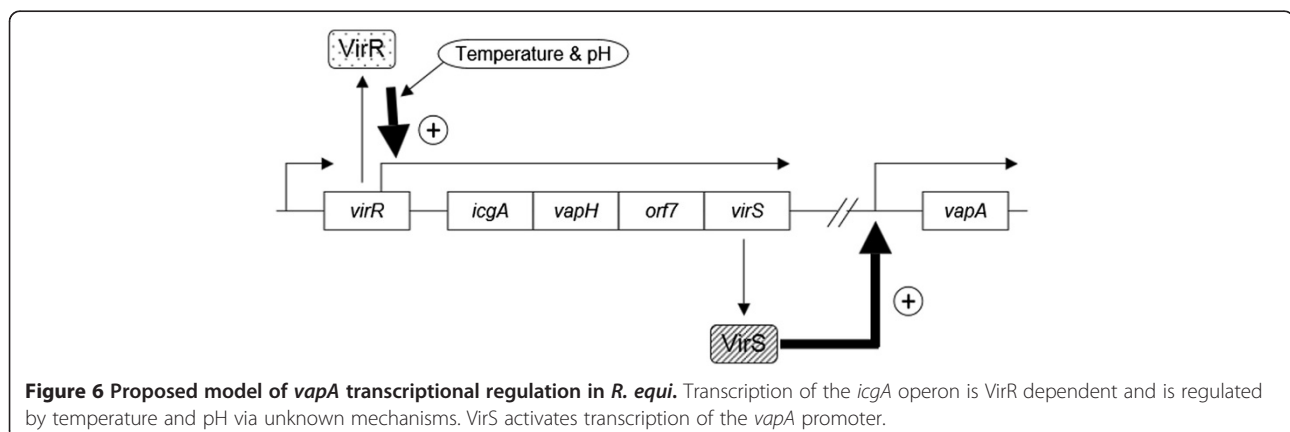 VirR
Temperature & pH
+
virR
icgA
vapH
orf7
virS
//
vapA
VirS
+
Figure 6 Proposed model of vapA transcriptional regulation in R. equi. Transcription of the icgA operon is VirR dependent and is regulated
by temperature and pH via unknown mechanisms. VirS activates transcription of the vapA promoter.